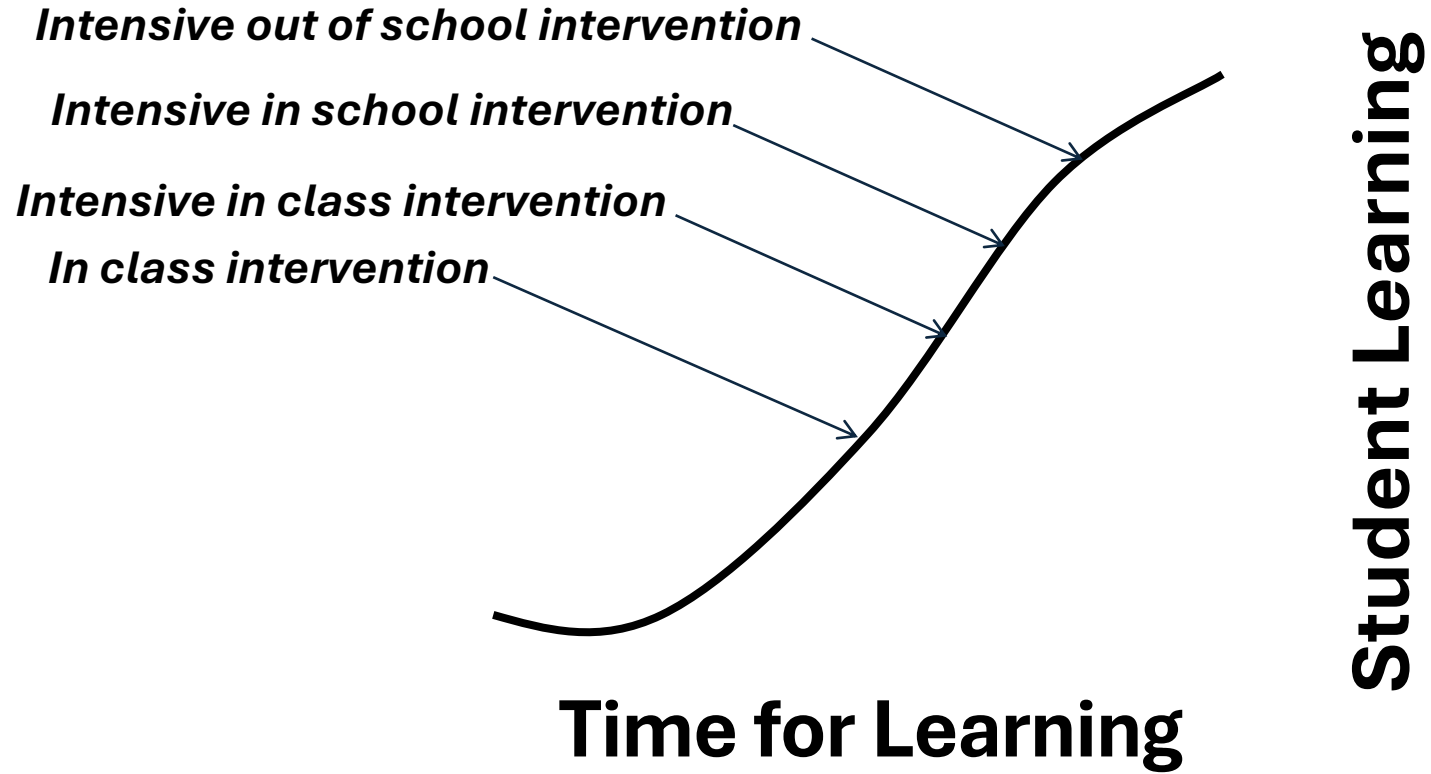 Intensive out of school intervention
Intensive in school intervention
Intensive in class intervention
In class intervention
Student Learning
Time for Learning